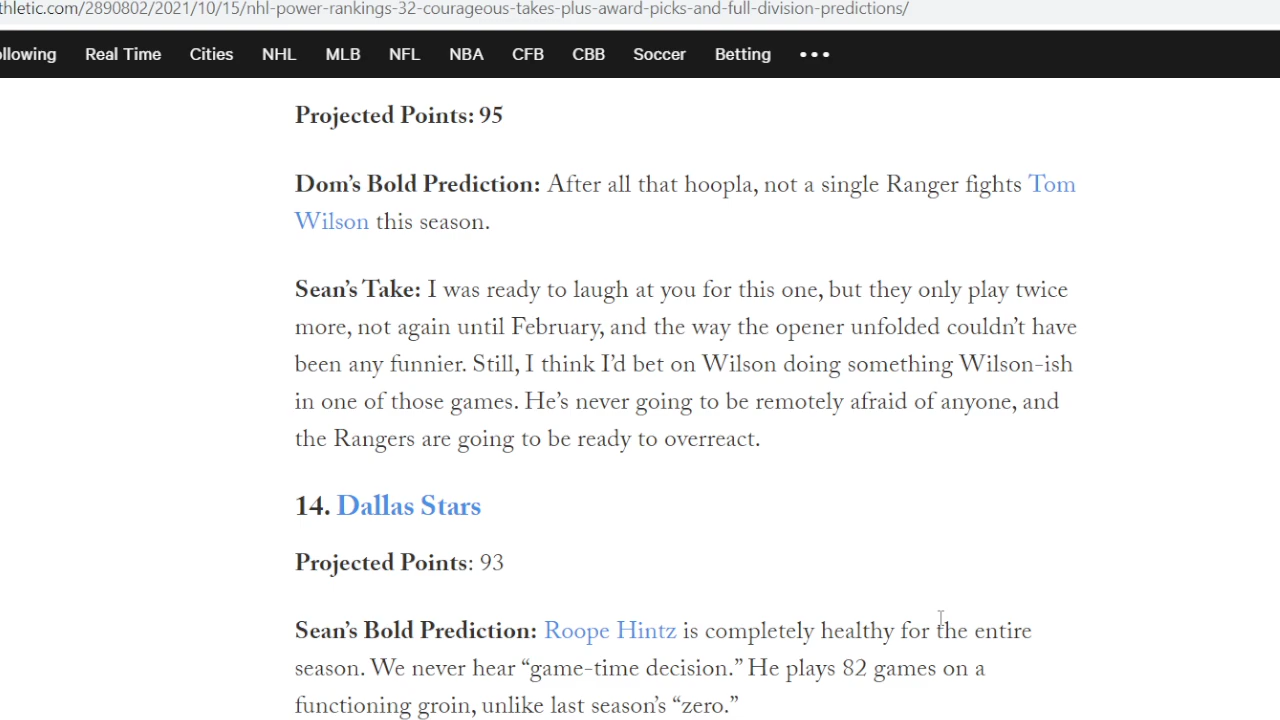 thletic.com/2890802/2021/10/15/nhl-power-rankings-32-courageous-takes-plus-award-picks-and-full-division-predictions/
ollowing Real Time Cities NHL MLB NFL NBA CFB CBB Soccer Betting •••
Projected Points: 95
Dom’s Bold Prediction: After all that hoopla, not a single Ranger fights Tom
Wilson this season.
Sean’s Take: I was ready to laugh at you for this one, but they only play twice
more, not again until February, and the way the opener unfolded couldn’t have
been any funnier. Still, I think I’d bet on Wilson doing something Wilson-ish
in one of those games. He’s never going to be remotely afraid of anyone, and
the Rangers are going to be ready to overreact.
14. Dallas Stars
Projected Points: 93
Sean’s Bold Prediction: Roope Hintz is completely healthy for the entire
season. We never hear “game-time decision.” He plays 82 games on a
functioning groin, unlike last season’s “zero.”